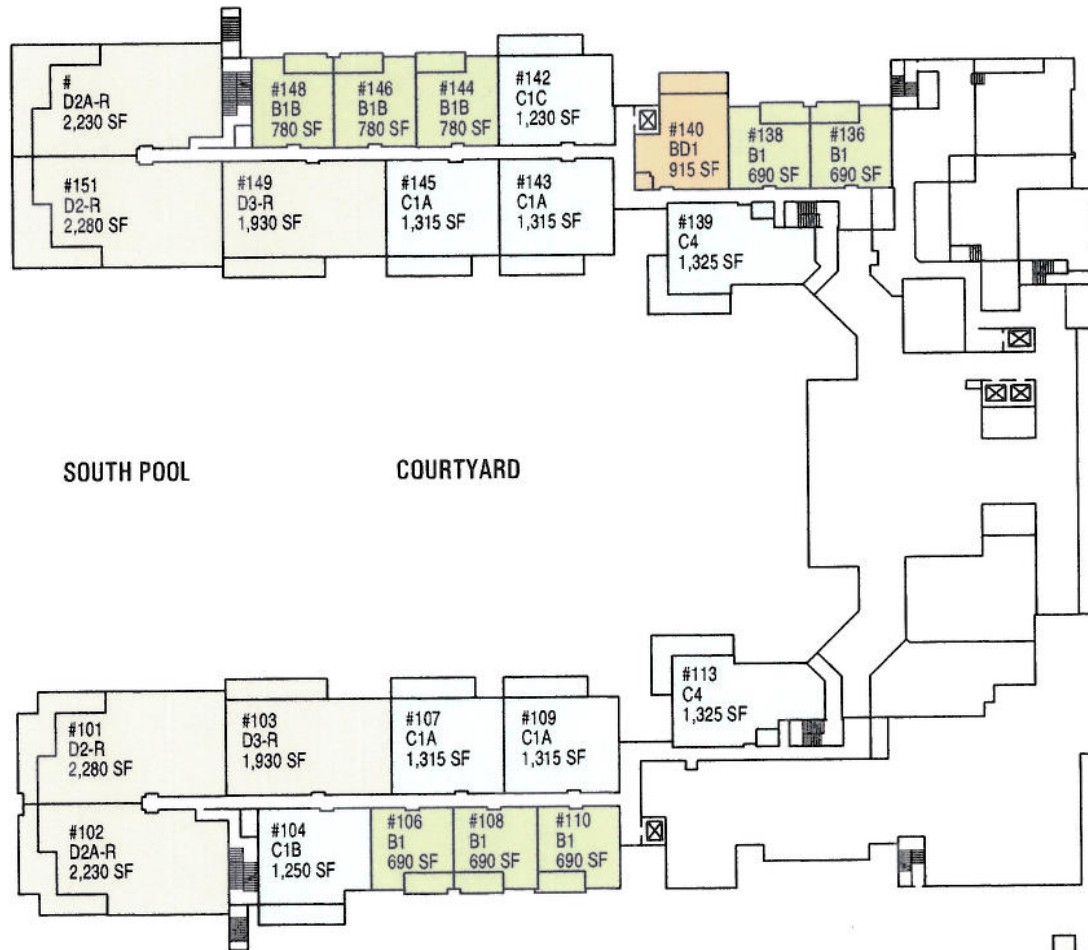 #
D2A-R
2,230 SF
#148
B1B
780 SF
#146
B1B
780 SF
#144
B1B
780 SF
#142
C1C
1,230 SF
#140
BD1
915 SF
#138
B1
690 SF
#136
B1
690 SF
#151
D2-R
2,280 SF
#149
D3-R
1,930 SF
#145
C1A
1,315 SF
#143
C1A
1,315 SF
#139
C4
1,325 SF
SOUTH POOL
COURTYARD
#113
C4
1,325 SF
#101
D2-R
2,280 SF
#103
D3-R
1,930 SF
#107
C1A
1,315 SF
#109
C1A
1,315 SF
#102
D2A-R
2,230 SF
#104
C1B
1,250 SF
#106
B1
690 SF
#108
B1
690 SF
#110
B1
690 SF